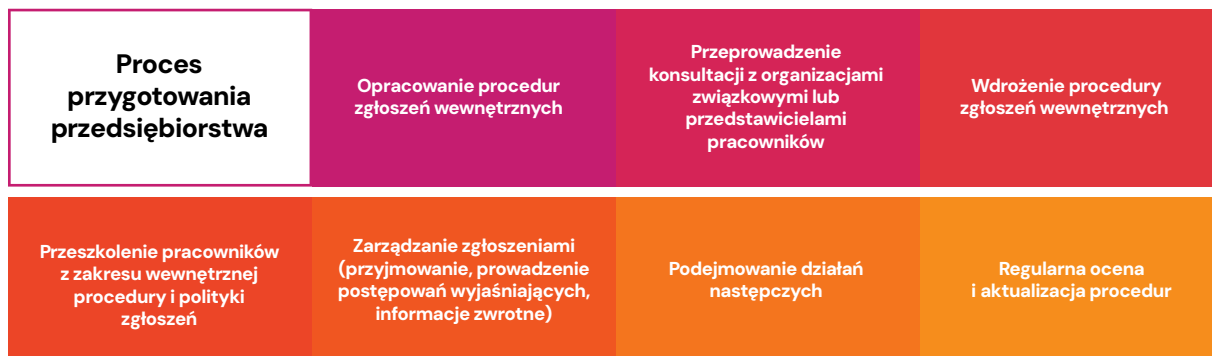 Proces
przygotowania
przedsiębiorstwa
Opracowanie procedur
zgłoszeń wewnętrznych
Przeprowadzenie
konsultacji z organizacjami
związkowymi lub
przedstawicielami
pracowników
Wdrożenie procedury
zgłoszeń wewnętrznych
Przeszkolenie pracowników
z zakresu wewnętrznej
procedury i polityki
zgłoszeń
Zarządzanie zgłoszeniami
(przyjmowanie, prowadzenie
postępowań wyjaśniających,
informacje zwrotne)
Podejmowanie działań
następczych
Regularna ocena
i aktualizacja procedur